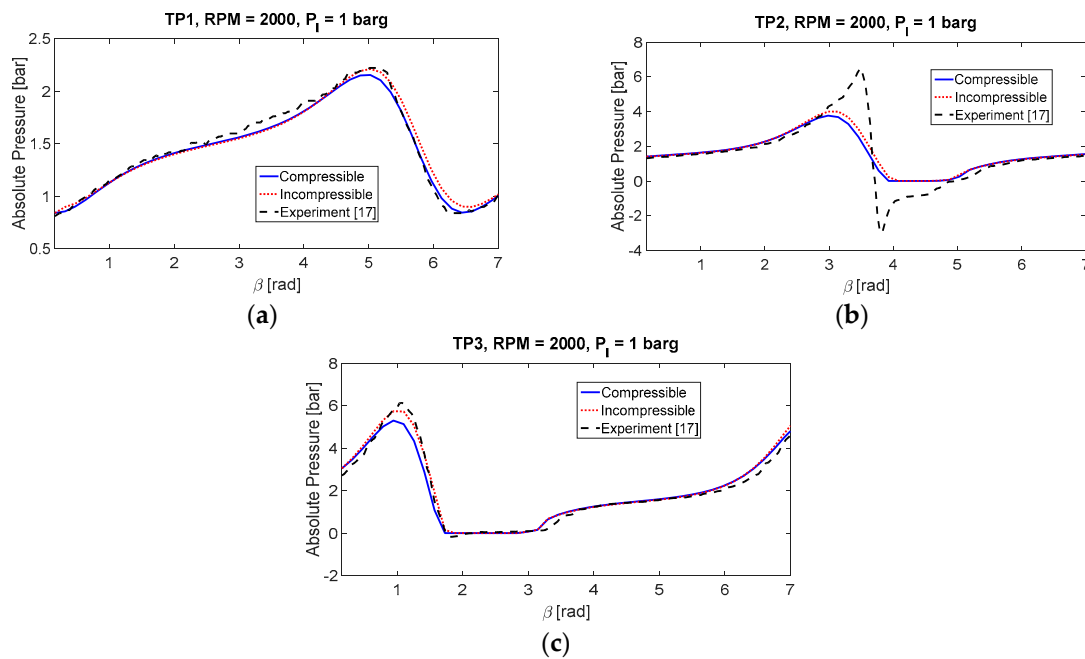 TP1, RPM = 2000, P_I = 1 barg
2.5
2
1.5
1
0.5
Absolute Pressure [bar]
Compressible
Incompressible
Experiment [17]
1 2 3 4 5 6 7
β [rad]
(a)
TP2, RPM = 2000, P_I = 1 barg
8
6
4
2
0
-2
-4
Absolute Pressure [bar]
Compressible
Incompressible
Experiment [17]
1 2 3 4 5 6 7
β [rad]
(b)
TP3, RPM = 2000, P_I = 1 barg
8
6
4
2
0
-2
Absolute Pressure [bar]
Compressible
Incompressible
Experiment [17]
1 2 3 4 5 6 7
β [rad]
(c)